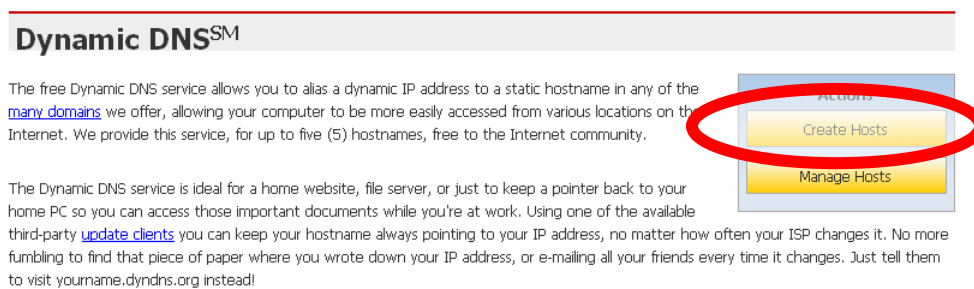 Dynamic DNSSM
The free Dynamic DNS service allows you to alias a dynamic IP address to a static hostname in any of the
many domains we offer, allowing your computer to be more easily accessed from various locations on the
Internet. We provide this service, for up to five (5) hostnames, free to the Internet community.
Actions
Create Hosts
Manage Hosts
The Dynamic DNS service is ideal for a home website, file server, or just to keep a pointer back to your
home PC so you can access those important documents while you're at work. Using one of the available
third-party update clients you can keep your hostname always pointing to your IP address, no matter how often your ISP changes it. No more
fumbling to find that piece of paper where you wrote down your IP address, or e-mailing all your friends every time it changes. Just tell them
to visit yourname.dyndns.org instead!